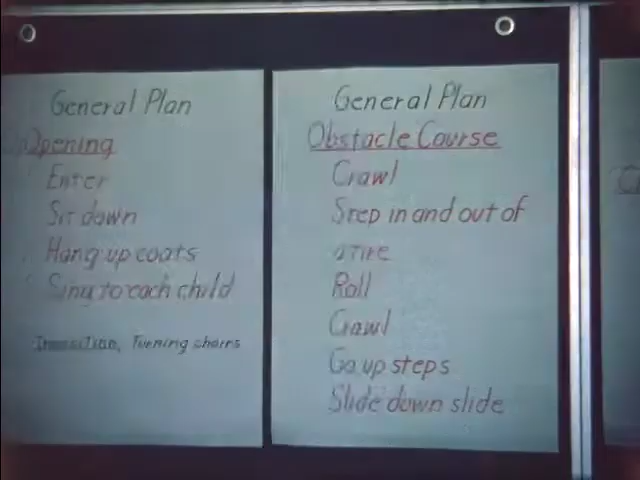 General Plan
Opening
Enter
Sit down
Hang up coats
Sing to each child
Transition, Turning chairs
General Plan
Obstacle Course
Crawl
Step in and out of
a tire
Roll
Crawl
Go up steps
Slide down slide